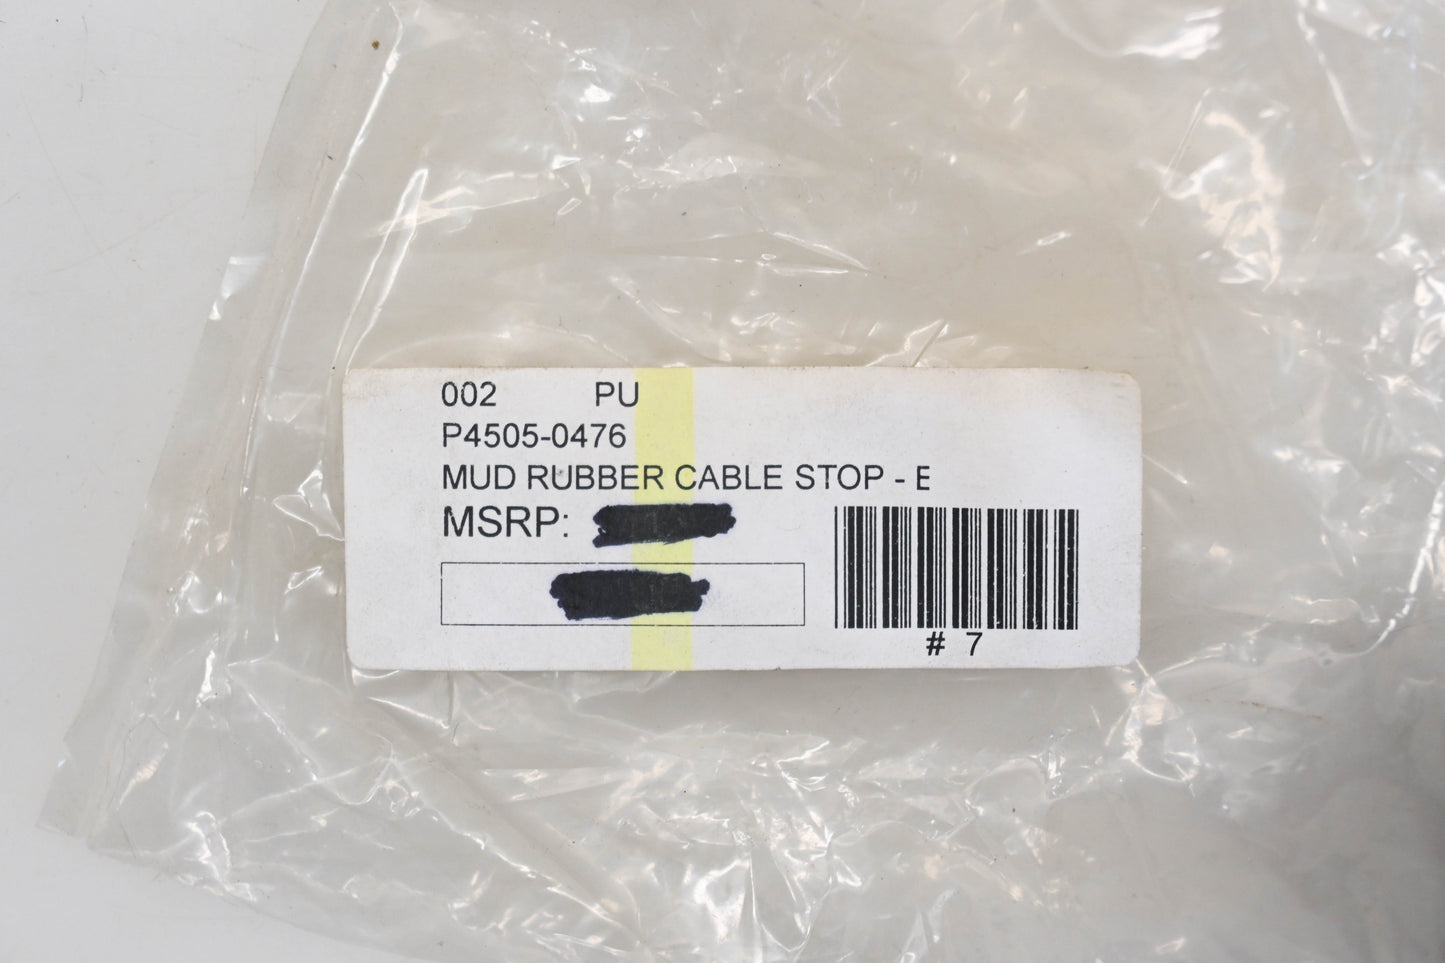 002 PU
P4505-0476
MUD RUBBER CABLE STOP - E
MSRP:
# 7